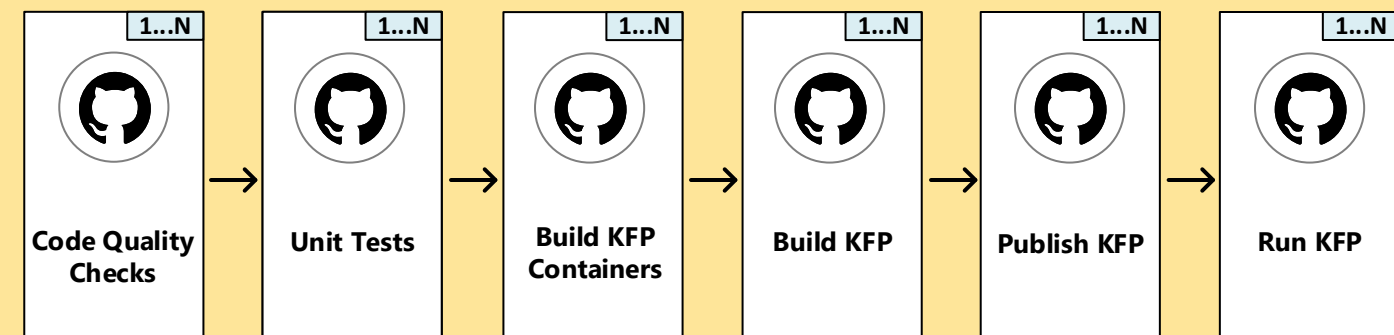 1...N
1...N
1...N
1...N
1...N
1...N
Code Quality
Checks
Unit Tests
Build KFP
Containers
Build KFP
Publish KFP
Run KFP